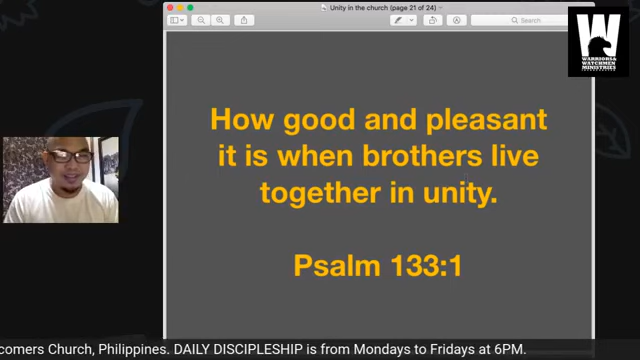 Unity in the church (page 21 of 24)
Search
WARRIORS &
WATCHMEN
MINISTRIES
How good and pleasant
it is when brothers live
together in unity.
Psalm 133:1
comers Church, Philippines. DAILY DISCIPLESHIP is from Mondays to Fridays at 6PM.